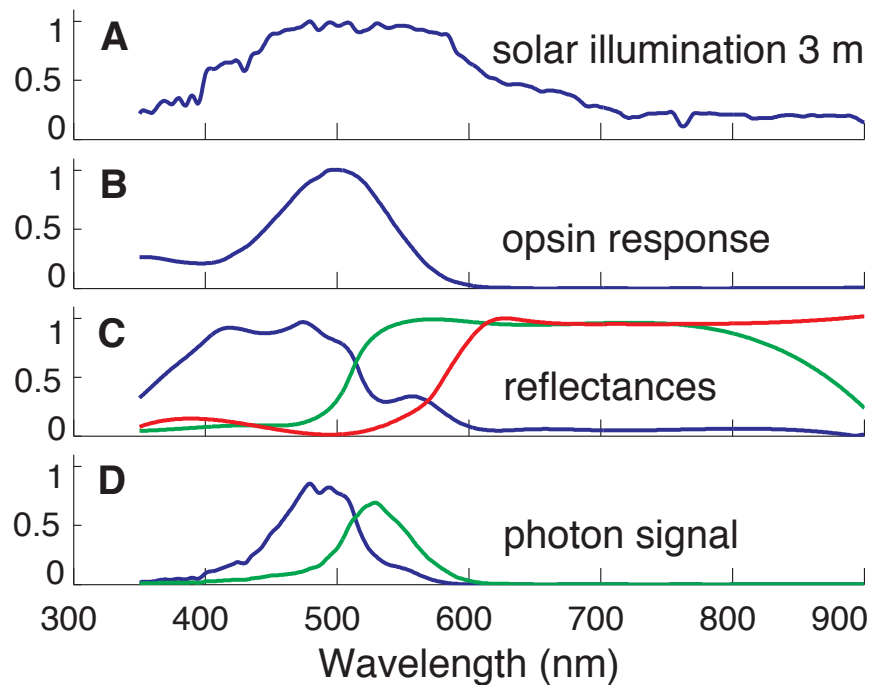 1
A
solar illumination 3 m
0.5
0
1
B
0.5
opsin response
0
1
C
0.5
reflectances
0
1
D
0.5
photon signal
0
300 400 500 600 700 800 900
Wavelength (nm)